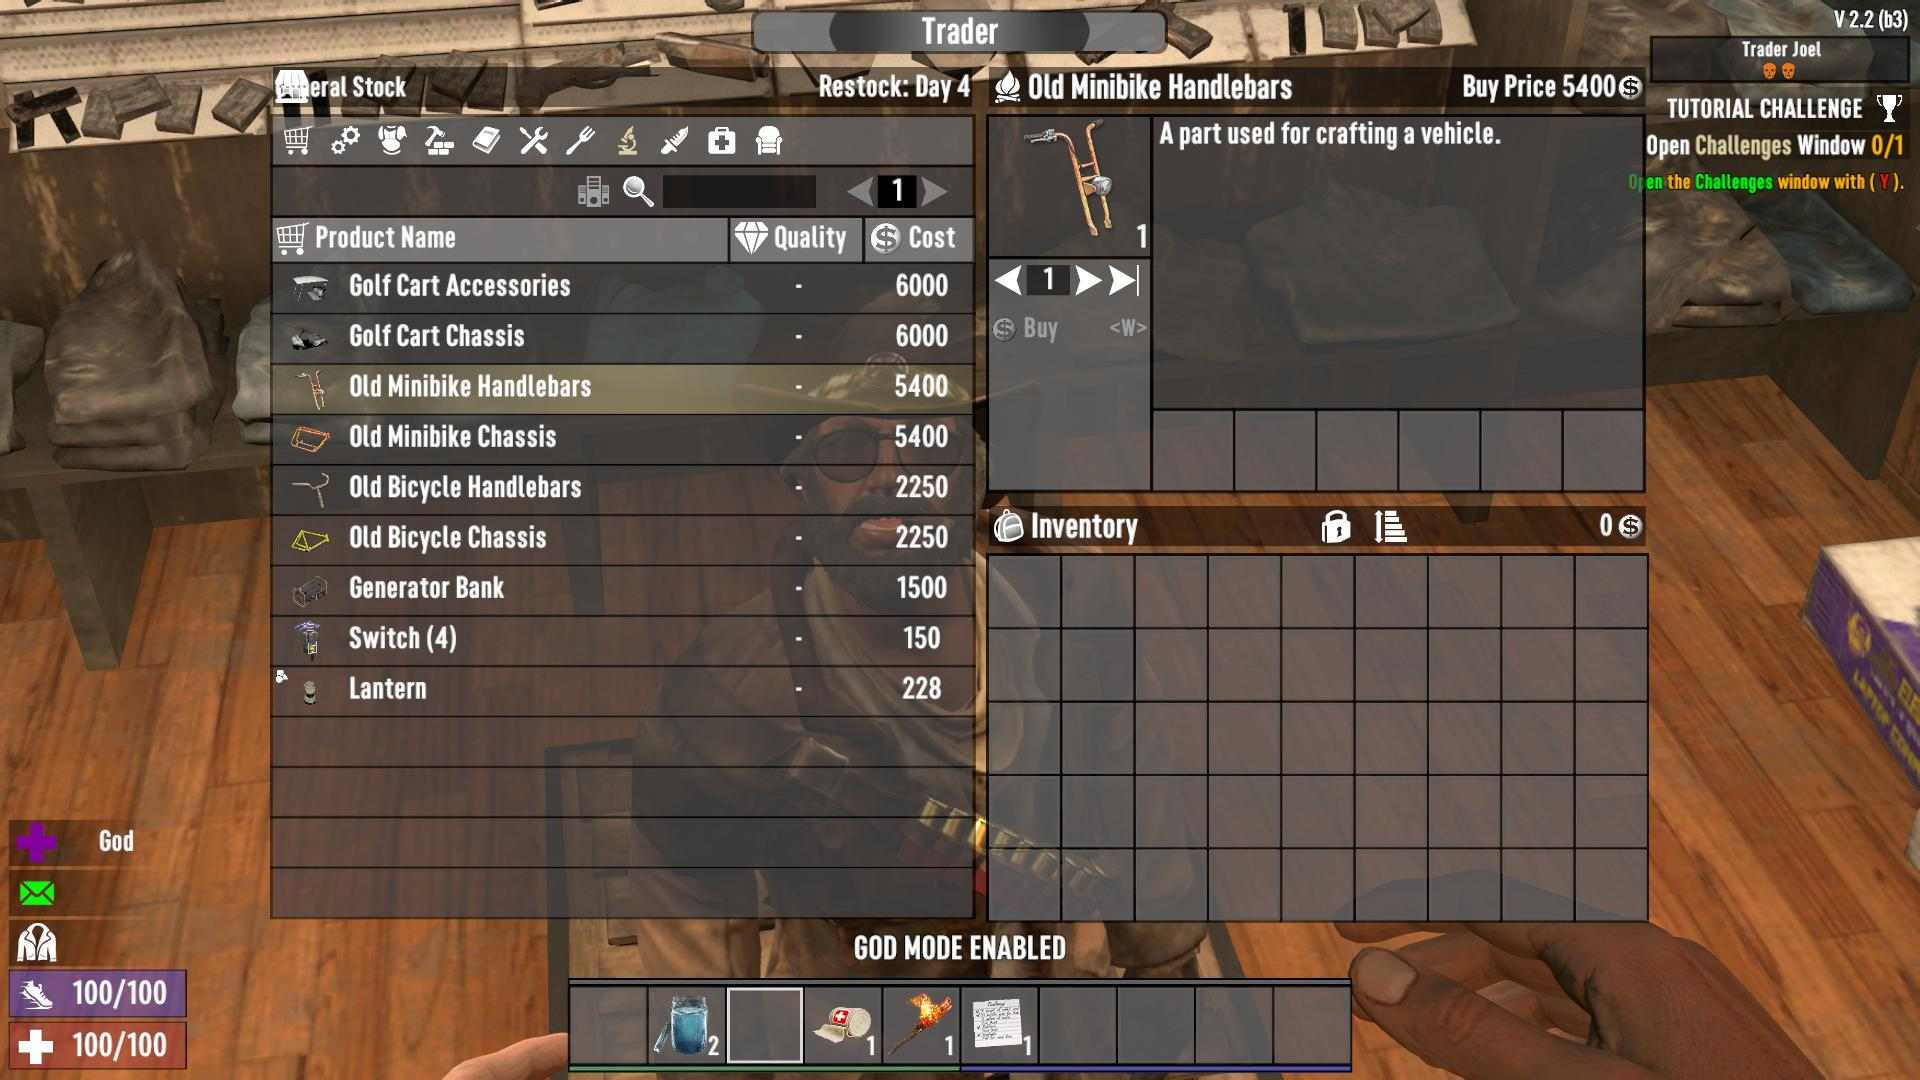 Trader
V 2.2 (b3)
Trader Joel
eral Stock
Restock: Day 4
Old Minibike Handlebars
Buy Price 5400
TUTORIAL CHALLENGE
Open Challenges Window 0/1
Open the Challenges window with ( Y ).
A part used for crafting a vehicle.
1
1
Product Name
Quality
Cost
1
Buy
<W>
Golf Cart Accessories - 6000
Golf Cart Chassis - 6000
Old Minibike Handlebars - 5400
Old Minibike Chassis - 5400
Old Bicycle Handlebars - 2250
Old Bicycle Chassis - 2250
Generator Bank - 1500
Switch (4) - 150
Lantern - 228
Inventory
0
God
GOD MODE ENABLED
100/100
100/100
2
1
1
1